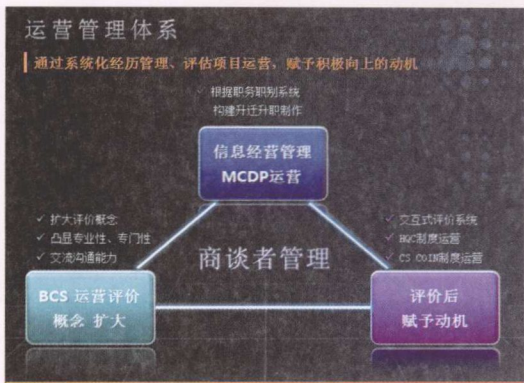 运营管理体系
通过系统化经历管理、评估项目运营，赋予积极向上的动机
✓ 根据职务职别系统
构建升迁升职制作
信息经营管理
MCDP运营
✓ 扩大评价概念
✓ 凸显专业性、专门性
✓ 交流沟通能力
✓ 交互式评价系统
✓ HQC制度运营
✓ CS COIN制度运营
商谈者管理
BCS 运营评价
概念 扩大
评价后
赋予动机